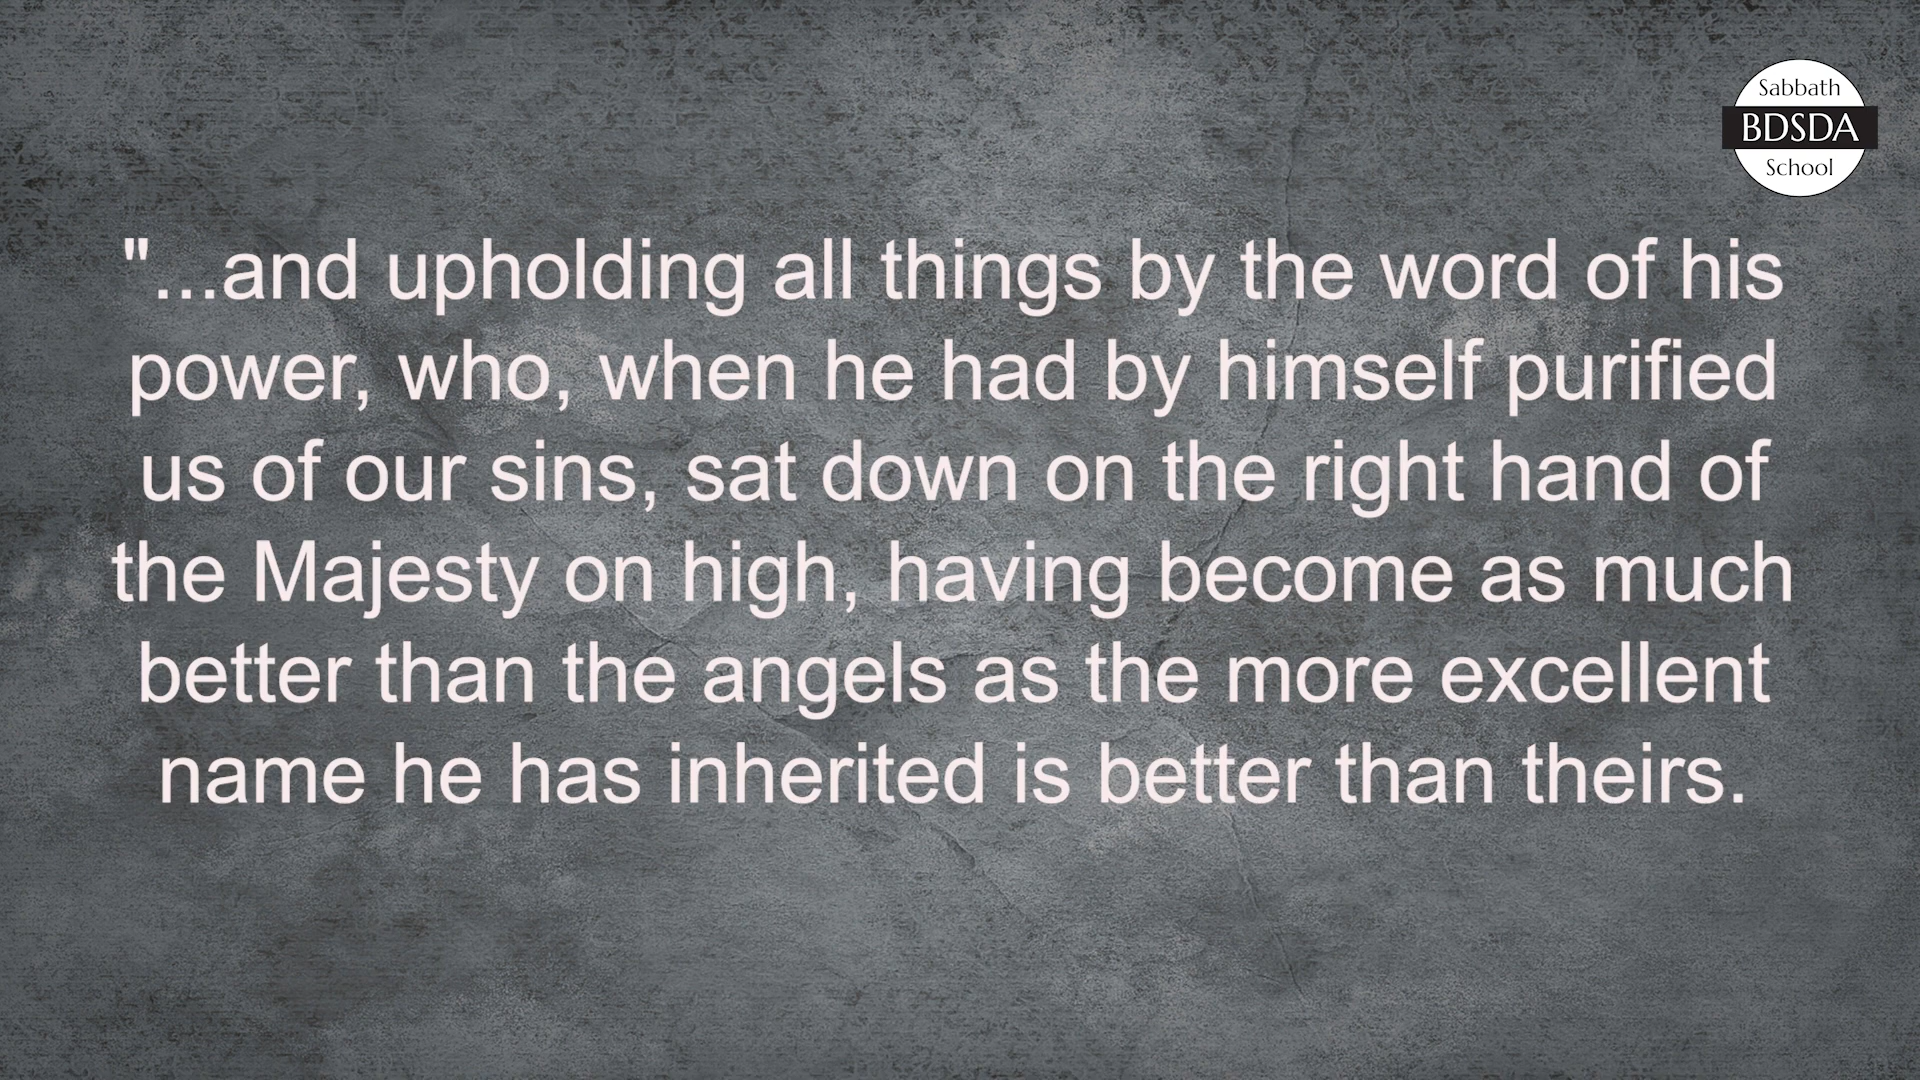 Sabbath
BDSDA
School
"...and upholding all things by the word of his
power, who, when he had by himself purified
us of our sins, sat down on the right hand of
the Majesty on high, having become as much
better than the angels as the more excellent
name he has inherited is better than theirs.